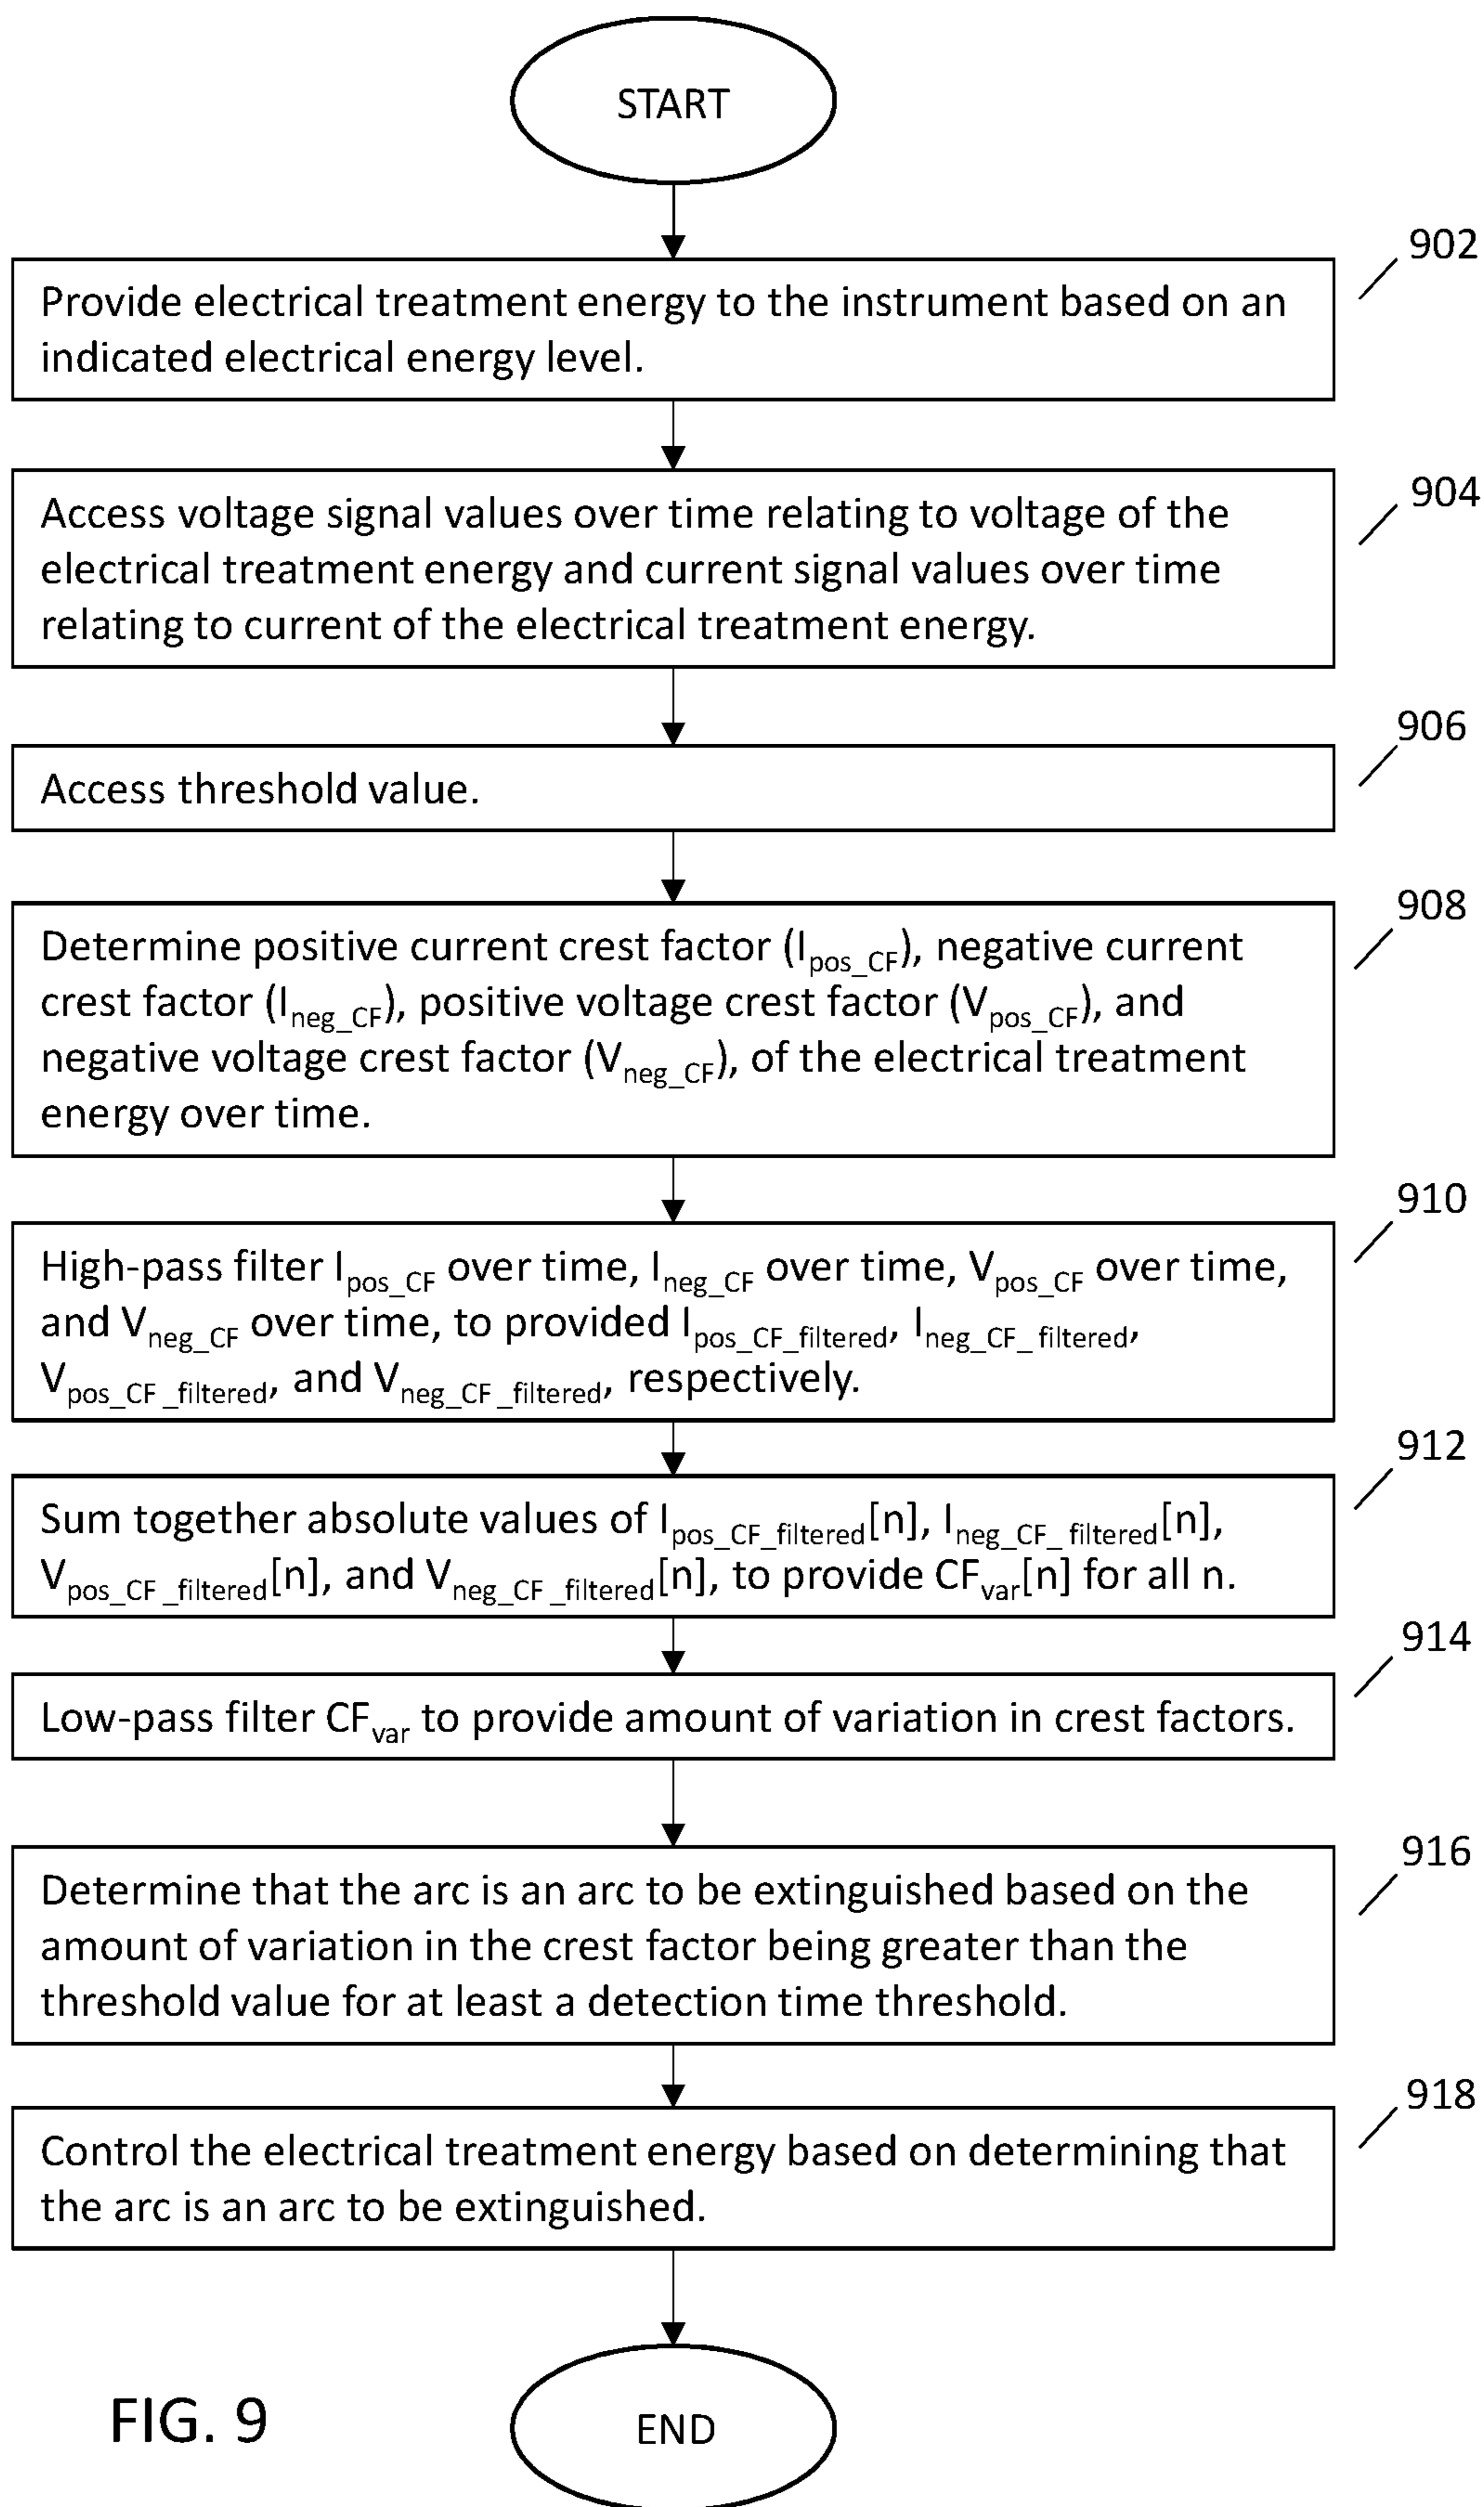 START
902
Provide electrical treatment energy to the instrument based on an
indicated electrical energy level.
904
Access voltage signal values over time relating to voltage of the
electrical treatment energy and current signal values over time
relating to current of the electrical treatment energy.
906
Access threshold value.
908
Determine positive current crest factor (Ipos_CF), negative current
crest factor (Ineg_CF), positive voltage crest factor (Vpos_CF), and
negative voltage crest factor (Vneg_CF), of the electrical treatment
energy over time.
910
High-pass filter Ipos_CF over time, Ineg_CF over time, Vpos_CF over time,
and Vneg_CF over time, to provided Ipos_CF_filtered, Ineg_CF_ filtered,
Vpos_CF _filtered, and Vneg_CF _filtered, respectively.
912
Sum together absolute values of Ipos_CF_filtered[n], Ineg_CF_ filtered[n],
Vpos_CF _filtered[n], and Vneg_CF _filtered[n], to provide CFvar[n] for all n.
914
Low-pass filter CFvar to provide amount of variation in crest factors.
916
Determine that the arc is an arc to be extinguished based on the
amount of variation in the crest factor being greater than the
threshold value for at least a detection time threshold.
918
Control the electrical treatment energy based on determining that
the arc is an arc to be extinguished.
FIG. 9
END